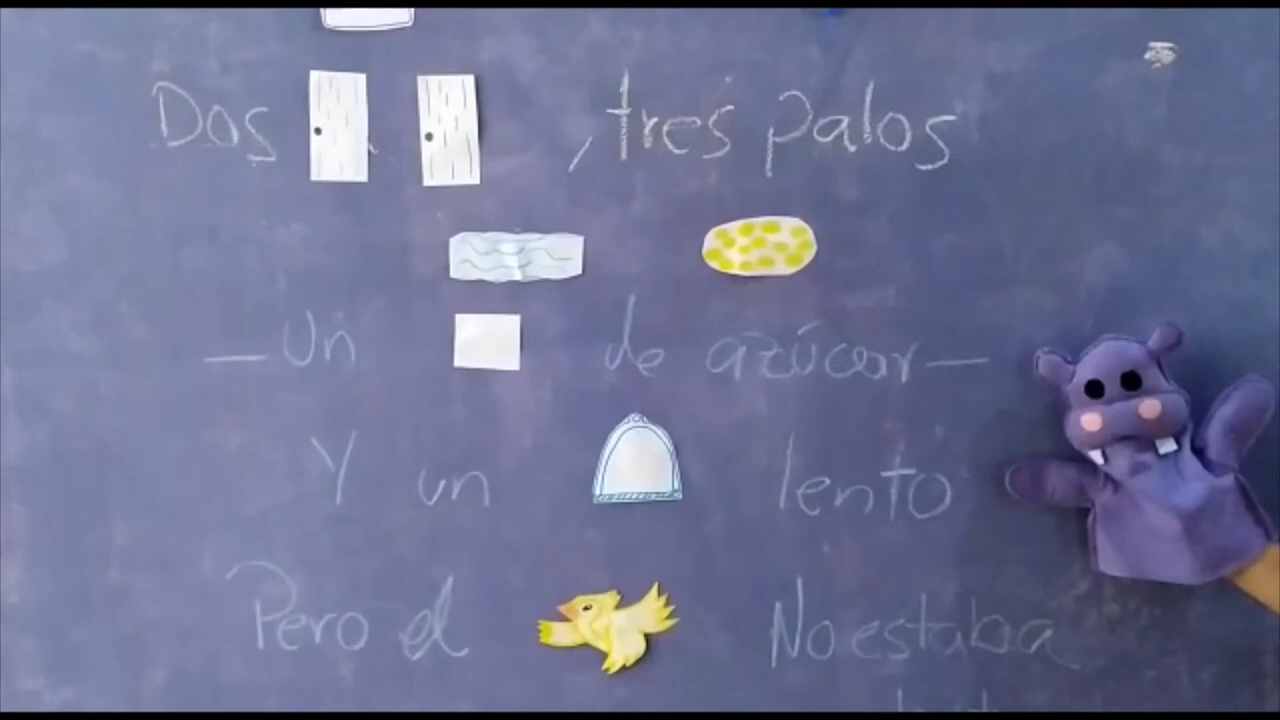 Dos , tres palos
— Un de azúcar —
Y un lento
Pero el No estaba